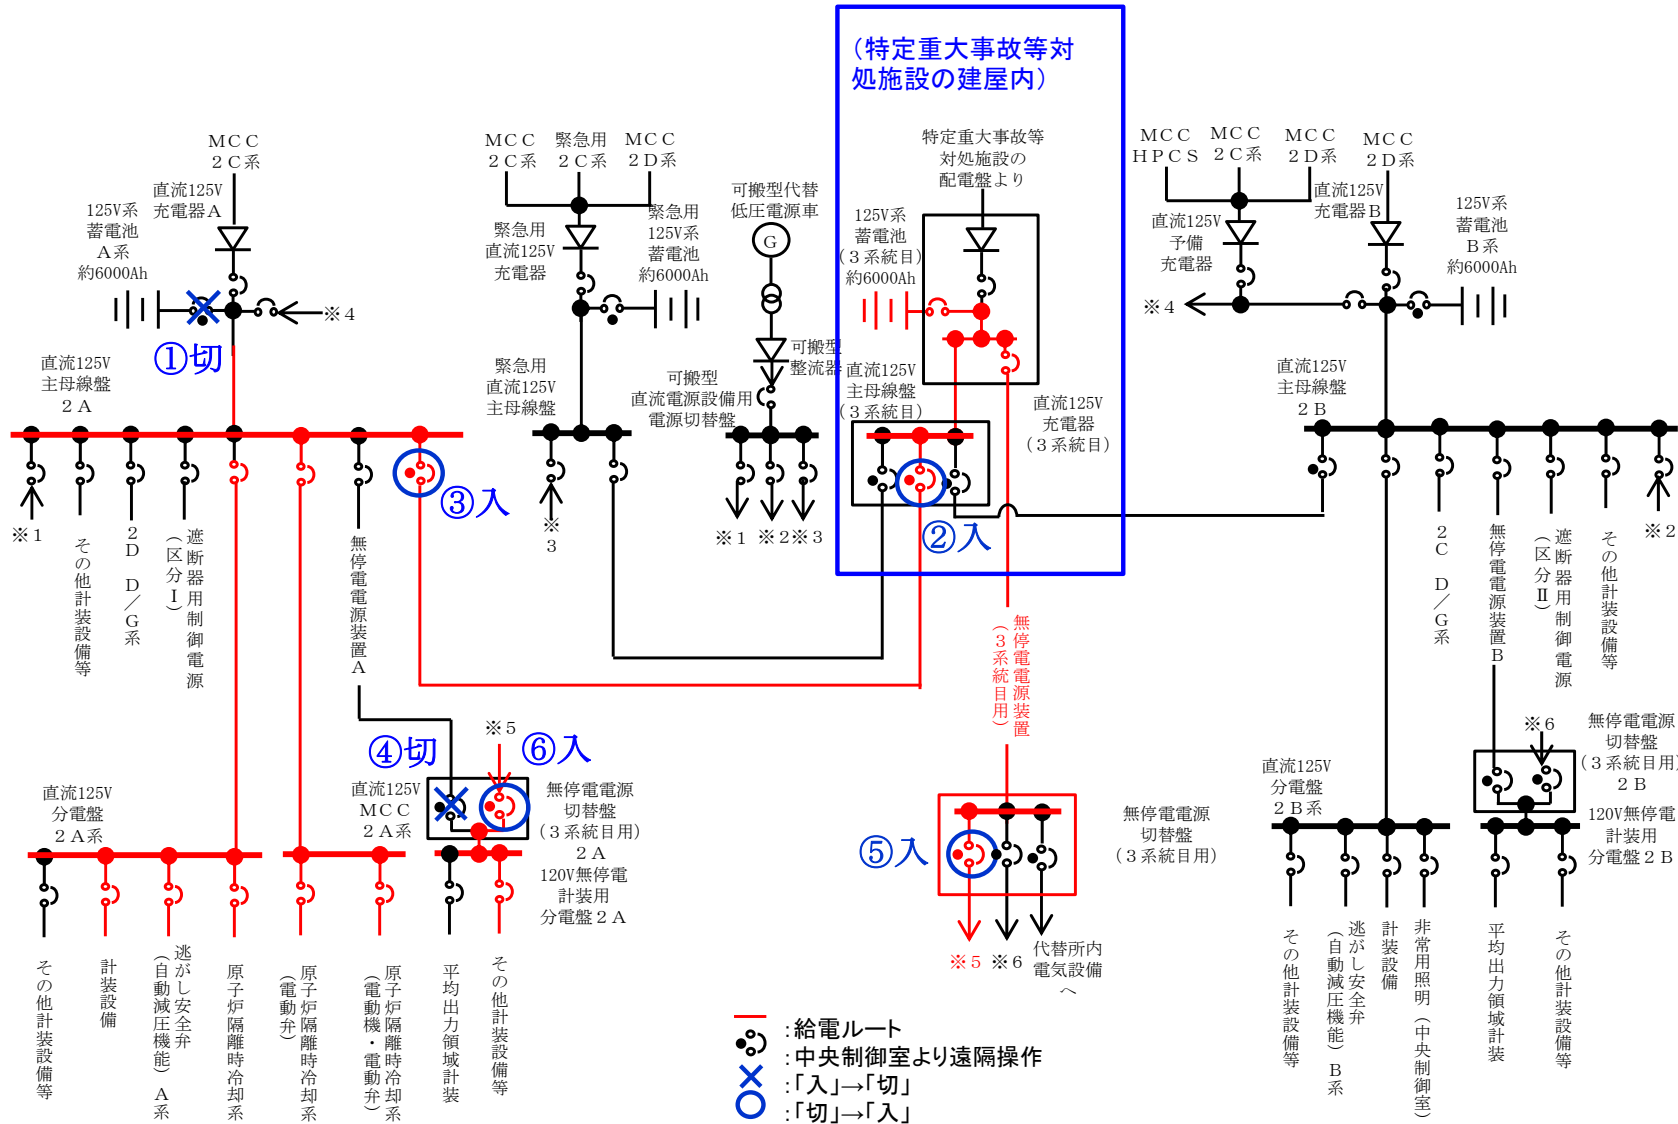 （特定重大事故等対
処施設の建屋内）
ＭＣＣ
２Ｃ系
直流125V
充電器Ａ
125V系
蓄電池
Ａ系
約6000Ah
※４
①切
直流125V
主母線盤
２Ａ
ＭＣＣ
２Ｃ系
緊急用
２Ｃ系
ＭＣＣ
２Ｄ系
緊急用
直流125V
充電器
緊急用
125V系
蓄電池
約6000Ah
緊急用
直流125V
主母線盤
可搬型代替
低圧電源車
G
可搬型
整流器
可搬型
直流電源設備用
電源切替盤
特定重大事故等
対処施設の
配電盤より
125V系
蓄電池
（３系統目）
約6000Ah
直流125V
主母線盤
（３系統目）
直流125V
充電器
（３系統目）
ＭＣＣ
ＨＰＣＳ
ＭＣＣ
２Ｃ系
ＭＣＣ
２Ｄ系
ＭＣＣ
２Ｄ系
直流125V
充電器Ｂ
直流125V
予備
充電器
125V系
蓄電池
Ｂ系
約6000Ah
※４
直流125V
主母線盤
２Ｂ
③入
②入
※１
その他計装設備等
２Ｄ Ｄ／Ｇ系
遮断器用制御電源
（区分Ⅰ）
無停電電源装置Ａ
※３
※１
※２
※３
無停電電源装置
（３系統目用）
２Ｃ Ｄ／Ｇ系
無停電電源装置Ｂ
遮断器用制御電源
（区分Ⅱ）
その他計装設備等
※２
④切
※５
⑥入
直流125V
分電盤
２Ａ系
直流125V
ＭＣＣ
２Ａ系
無停電電源
切替盤
（３系統目用）
２Ａ
120V無停電
計装用
分電盤２Ａ
⑤入
無停電電源
切替盤
（３系統目用）
直流125V
分電盤
２Ｂ系
※６
無停電電源
切替盤
（３系統目用）
２Ｂ
120V無停電
計装用
分電盤２Ｂ
その他計装設備等
計装設備
逃がし安全弁
（自動減圧機能）Ａ系
原子炉隔離時冷却系
原子炉隔離時冷却系
（電動弁）
原子炉隔離時冷却系
（電動機・電動弁）
平均出力領域計装
その他計装設備等
※５
※６
代替所内
電気設備
へ
その他計装設備等
逃がし安全弁
（自動減圧機能）Ｂ系
計装設備
非常用照明（中央制御室）
平均出力領域計装
その他計装設備等
：給電ルート
：中央制御室より遠隔操作
：「入」→「切」
：「切」→「入」